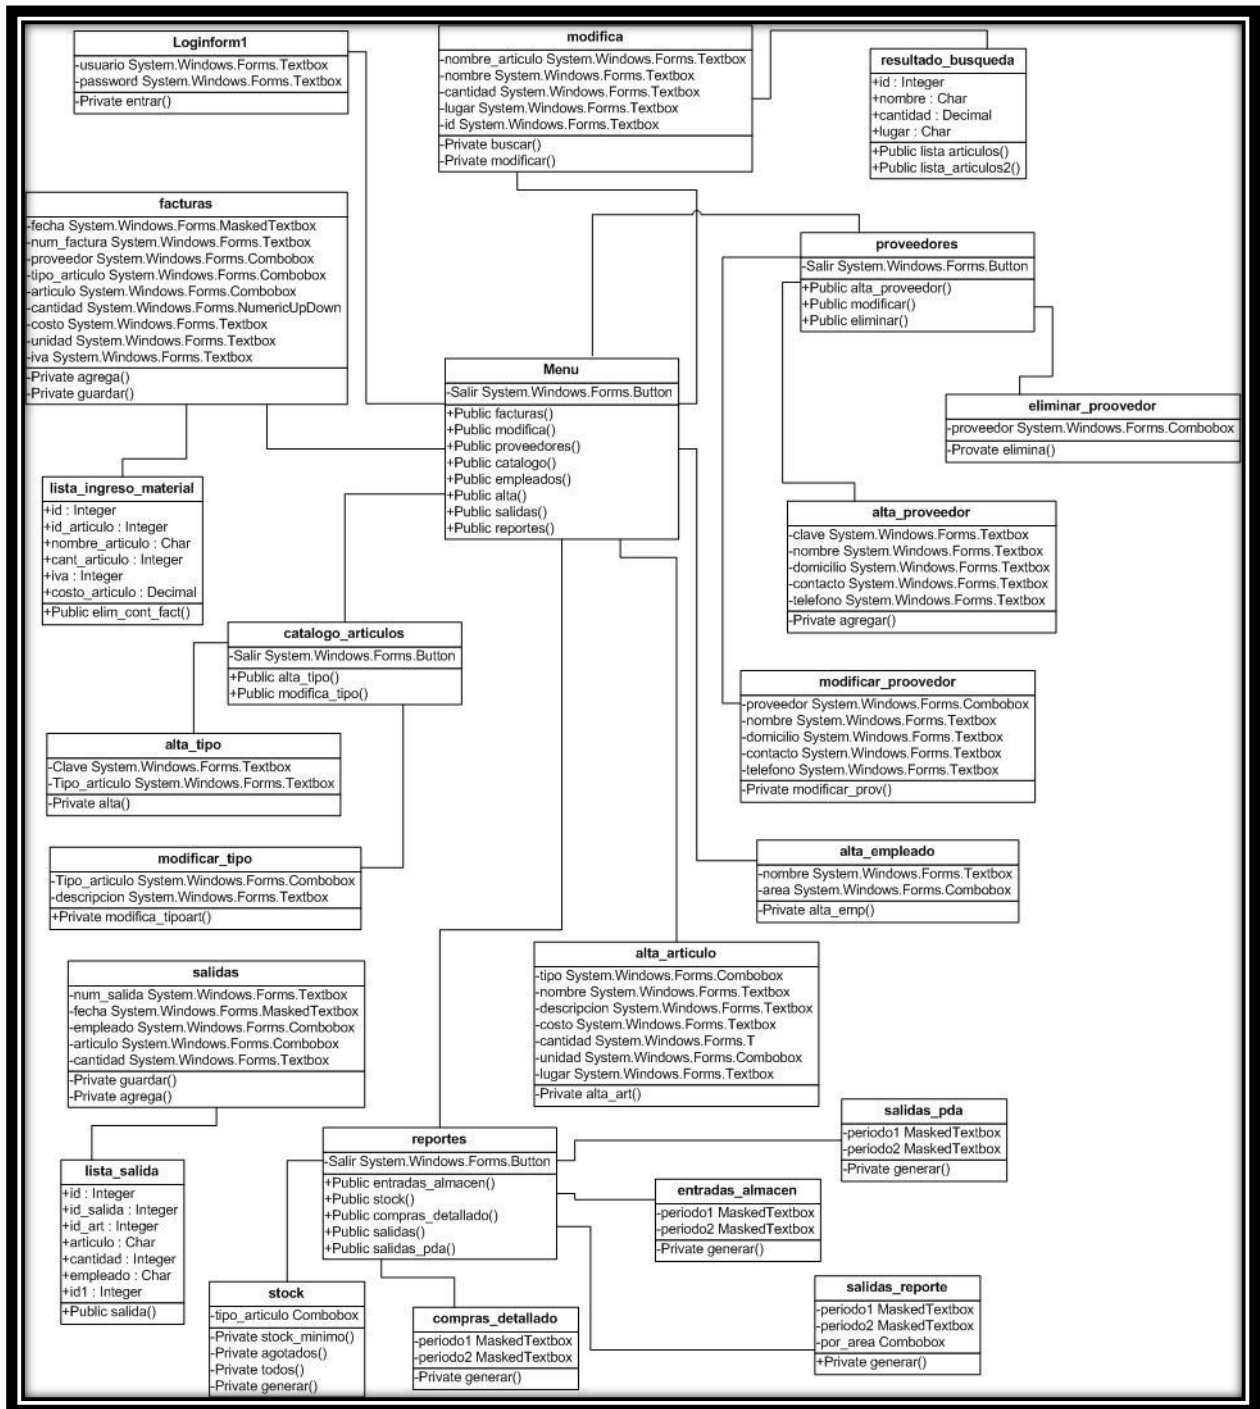 Loginform1
-usuario System.Windows.Forms.Textbox
-password System.Windows.Forms.Textbox
-Private entrar()
modifica
-nombre_articulo System.Windows.Forms.Textbox
-nombre System.Windows.Forms.Textbox
-cantidad System.Windows.Forms.Textbox
-lugar System.Windows.Forms.Textbox
-id System.Windows.Forms.Textbox
-Private buscar()
-Private modificar()
resultado_busqueda
+id : Integer
+nombre : Char
+cantidad : Decimal
+lugar : Char
+Public lista articulos()
+Public lista_articulos2()
facturas
-fecha System.Windows.Forms.MaskedTextbox
-num_factura System.Windows.Forms.Textbox
-proveedor System.Windows.Forms.Combobox
-tipo_articulo System.Windows.Forms.Combobox
-articulo System.Windows.Forms.Combobox
-cantidad System.Windows.Forms.NumericUpDown
-costo System.Windows.Forms.Textbox
-unidad System.Windows.Forms.Textbox
-iva System.Windows.Forms.Textbox
-Private agrega()
-Private guardar()
proveedores
-Salir System.Windows.Forms.Button
+Public alta_proveedor()
+Public modificar()
+Public eliminar()
Menu
-Salir System.Windows.Forms.Button
+Public facturas()
+Public modifica()
+Public proveedores()
+Public catalogo()
+Public empleados()
+Public alta()
+Public salidas()
+Public reportes()
eliminar_proovedor
-proveedor System.Windows.Forms.Combobox
-Provate elimina()
lista_ingreso_material
+id : Integer
+id_articulo : Integer
+nombre_articulo : Char
+cant_articulo : Integer
+iva : Integer
+costo_articulo : Decimal
+Public elim_cont_fact()
alta_proveedor
-clave System.Windows.Forms.Textbox
-nombre System.Windows.Forms.Textbox
-domicilio System.Windows.Forms.Textbox
-contacto System.Windows.Forms.Textbox
-telefono System.Windows.Forms.Textbox
-Private agregar()
catalogo_articulos
-Salir System.Windows.Forms.Button
+Public alta_tipo()
+Public modifica_tipo()
modificar_proovedor
-proveedor System.Windows.Forms.Combobox
-nombre System.Windows.Forms.Textbox
-domicilio System.Windows.Forms.Textbox
-contacto System.Windows.Forms.Textbox
-telefono System.Windows.Forms.Textbox
-Private modificar_prov()
alta_tipo
-Clave System.Windows.Forms.Textbox
-Tipo_articulo System.Windows.Forms.Textbox
-Private alta()
modificar_tipo
-Tipo_articulo System.Windows.Forms.Combobox
-descripcion System.Windows.Forms.Textbox
+Private modifica_tipoart()
alta_empleado
-nombre System.Windows.Forms.Textbox
-area System.Windows.Forms.Combobox
-Private alta_emp()
alta_articulo
-tipo System.Windows.Forms.Combobox
-nombre System.Windows.Forms.Textbox
-descripcion System.Windows.Forms.Textbox
-costo System.Windows.Forms.Textbox
-cantidad System.Windows.Forms.T
-unidad System.Windows.Forms.Combobox
-lugar System.Windows.Forms.Textbox
-Private alta_art()
salidas
-num_salida System.Windows.Forms.Textbox
-fecha System.Windows.Forms.MaskedTextbox
-empleado System.Windows.Forms.Combobox
-articulo System.Windows.Forms.Combobox
-cantidad System.Windows.Forms.Textbox
-Private guardar()
-Private agrega()
salidas_pda
-periodo1 MaskedTextbox
-periodo2 MaskedTextbox
-Private generar()
reportes
-Salir System.Windows.Forms.Button
+Public entradas_almacen()
+Public stock()
+Public compras_detallado()
+Public salidas()
+Public salidas_pda()
lista_salida
+id : Integer
+id_salida : Integer
+id_art : Integer
+articulo : Char
+cantidad : Integer
+empleado : Char
+id1 : Integer
+Public salida()
entradas_almacen
-periodo1 MaskedTextbox
-periodo2 MaskedTextbox
-Private generar()
stock
-tipo_articulo Combobox
-Private stock_minimo()
-Private agotados()
-Private todos()
-Private generar()
compras_detallado
-periodo1 MaskedTextbox
-periodo2 MaskedTextbox
-Private generar()
salidas_reporte
-periodo1 MaskedTextbox
-periodo2 MaskedTextbox
-por_area Combobox
+Private generar()